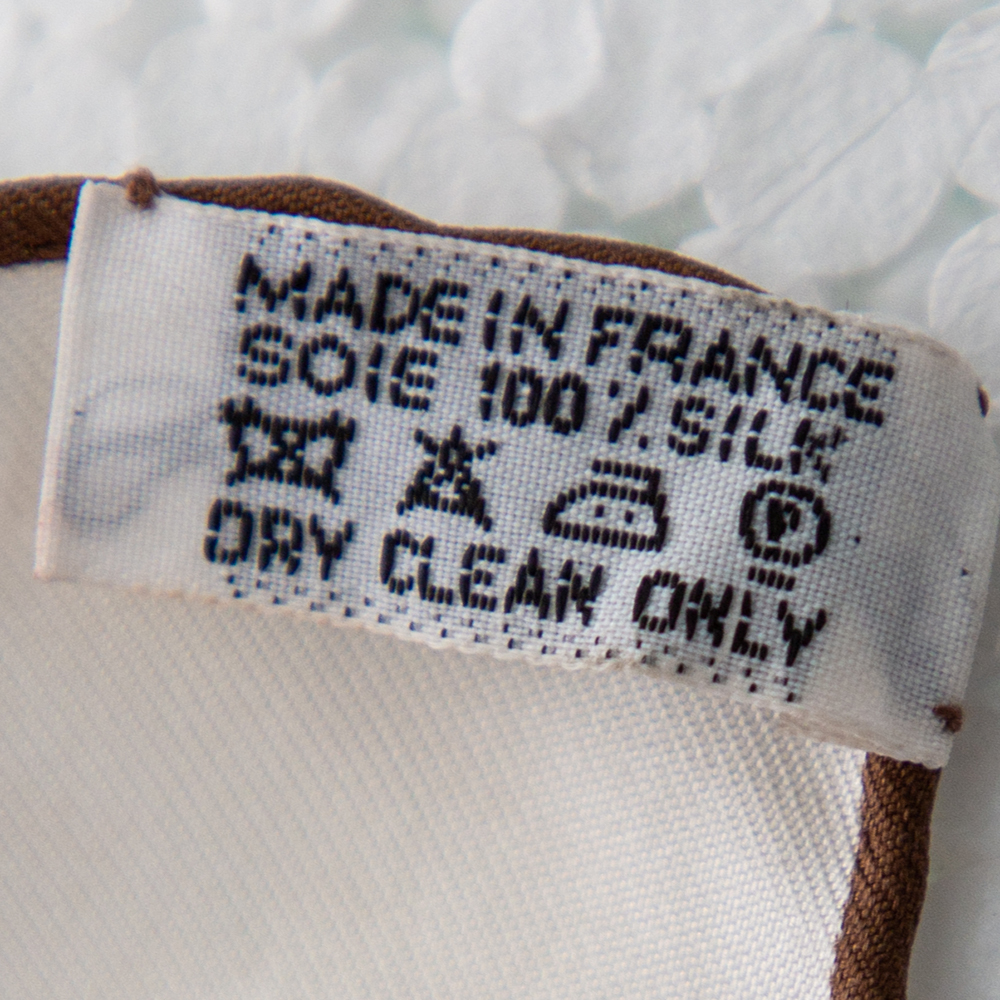 MADE IN FRANCE
SOIE 100% SILK
P
DRY CLEAN ONLY